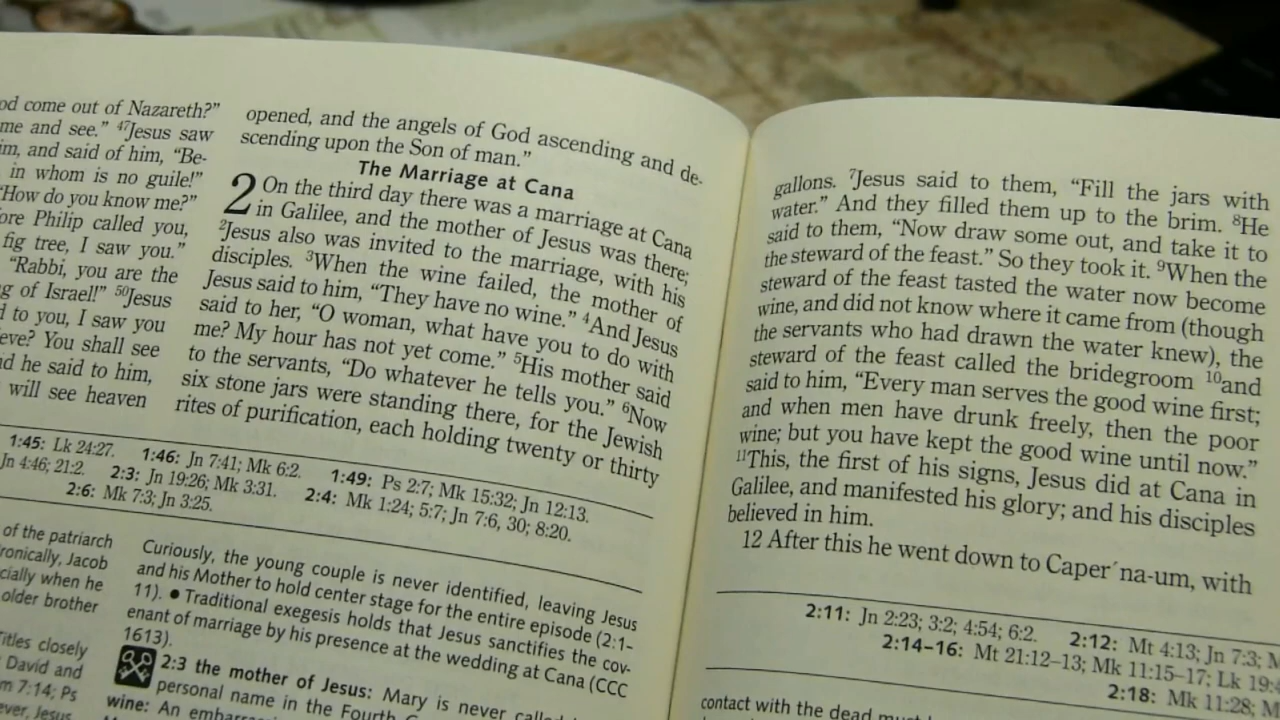 od come out of Nazareth?”
me and see.” 47Jesus saw
im, and said of him, “Be-
in whom is no guile!”
“How do you know me?”
ore Philip called you,
fig tree, I saw you.”
“Rabbi, you are the
g of Israel!” 50Jesus
d to you, I saw you
eve? You shall see
nd he said to him,
will see heaven
opened, and the angels of God ascending and de-
scending upon the Son of man.”
The Marriage at Cana
2 On the third day there was a marriage at Cana
in Galilee, and the mother of Jesus was there;
2Jesus also was invited to the marriage, with his
disciples. 3When the wine failed, the mother of
Jesus said to him, “They have no wine.” 4And Jesus
said to her, “O woman, what have you to do with
me? My hour has not yet come.” 5His mother said
to the servants, “Do whatever he tells you.” 6Now
six stone jars were standing there, for the Jewish
rites of purification, each holding twenty or thirty
1:45: Lk 24:27. 1:46: Jn 7:41; Mk 6:2. 1:49: Ps 2:7; Mk 15:32; Jn 12:13.
Jn 4:46; 21:2. 2:3: Jn 19:26; Mk 3:31. 2:4: Mk 1:24; 5:7; Jn 7:6, 30; 8:20.
2:6: Mk 7:3; Jn 3:25.
of the patriarch
ronically, Jacob
cially when he
older brother
Titles closely
David and
m 7:14; Ps
ever, Jesus
Curiously, the young couple is never identified, leaving Jesus
and his Mother to hold center stage for the entire episode (2:1-
11). ● Traditional exegesis holds that Jesus sanctifies the cov-
enant of marriage by his presence at the wedding at Cana (CCC
1613).
2:3 the mother of Jesus: Mary is never called
personal name in the Fourth
wine: An
gallons. 7Jesus said to them, “Fill the jars with
water.” And they filled them up to the brim. 8He
said to them, “Now draw some out, and take it to
the steward of the feast.” So they took it. 9When the
steward of the feast tasted the water now become
wine, and did not know where it came from (though
the servants who had drawn the water knew), the
steward of the feast called the bridegroom 10and
said to him, “Every man serves the good wine first;
and when men have drunk freely, then the poor
wine; but you have kept the good wine until now.”
11This, the first of his signs, Jesus did at Cana in
Galilee, and manifested his glory; and his disciples
believed in him.
12 After this he went down to Caper´na-um, with
2:11: Jn 2:23; 3:2; 4:54; 6:2. 2:12: Mt 4:13; Jn 7:3; M
2:14–16: Mt 21:12–13; Mk 11:15–17; Lk 19:4
2:18: Mk 11:28; M
contact with the dead must